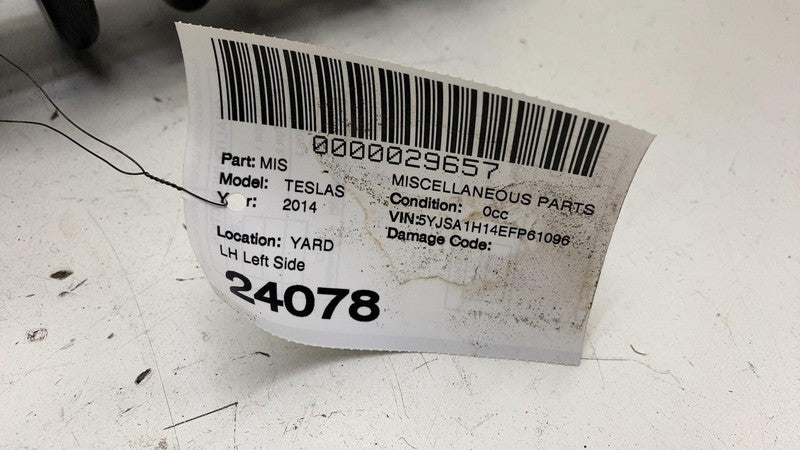 0000029657
Part: MIS
MISCELLANEOUS PARTS
Model: TESLAS
Condition: 0cc
Year: 2014
VIN:5YJSA1H14EFP61096
Damage Code:
Location: YARD
LH Left Side
24078